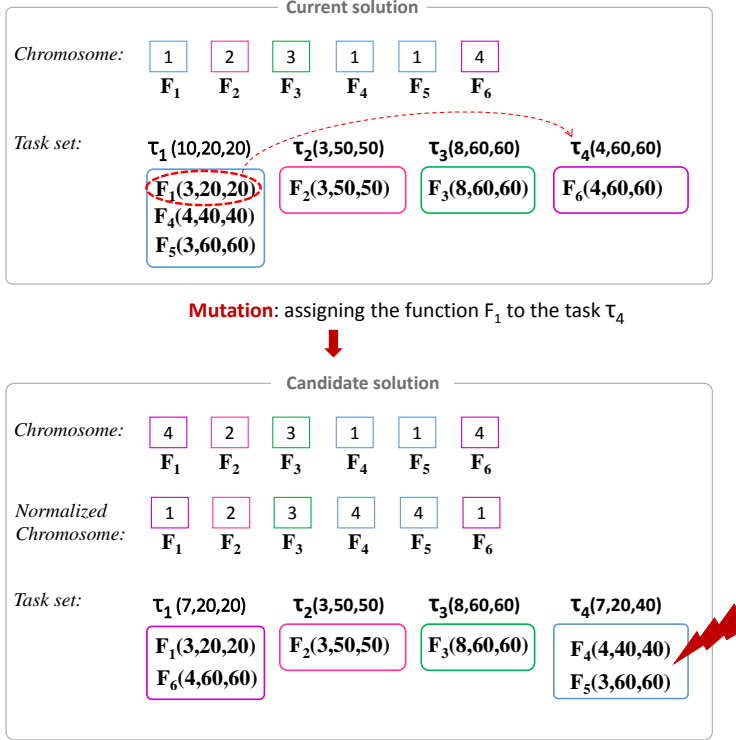 Current solution
Chromosome: 1 2 3 1 1 4
F1 F2 F3 F4 F5 F6
Task set: τ1 (10,20,20) τ2(3,50,50) τ3(8,60,60) τ4(4,60,60)
F1(3,20,20) F2(3,50,50) F3(8,60,60) F6(4,60,60)
F4(4,40,40)
F5(3,60,60)
Mutation: assigning the function F1 to the task τ4
Candidate solution
Chromosome: 4 2 3 1 1 4
F1 F2 F3 F4 F5 F6
Normalized Chromosome: 1 2 3 4 4 1
F1 F2 F3 F4 F5 F6
Task set: τ1 (7,20,20) τ2(3,50,50) τ3(8,60,60) τ4(7,20,40)
F1(3,20,20) F2(3,50,50) F3(8,60,60) F4(4,40,40)
F6(4,60,60) F5(3,60,60)